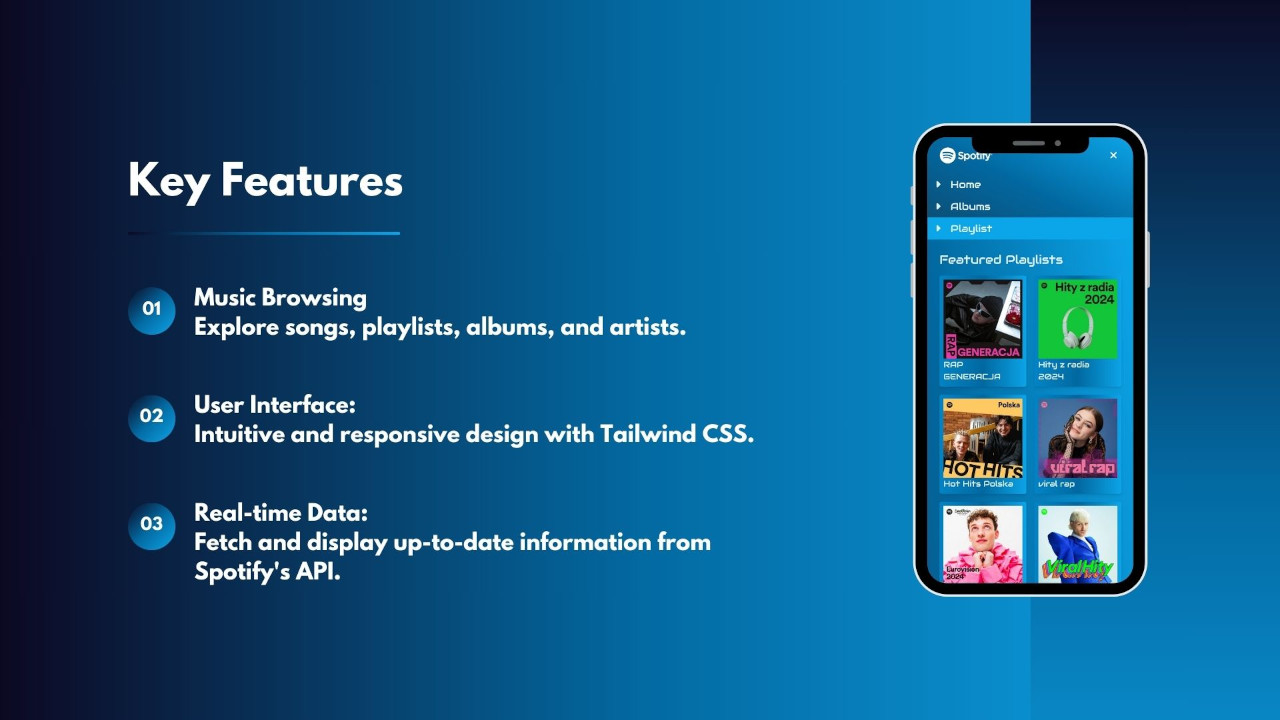 Key Features
01
Music Browsing
Explore songs, playlists, albums, and artists.
02
User Interface:
Intuitive and responsive design with Tailwind CSS.
03
Real-time Data:
Fetch and display up-to-date information from
Spotify's API.
Spotify
×
Home
Albums
Playlist
Featured Playlists
RAP
GENERACJA
RAP
GENERACJA
Hity z radia
2024
Hity z radia
2024
Polska
HOT HITS
Hot Hits Polska
viral rap
viral rap
Eurovision
2024
Viral Hity